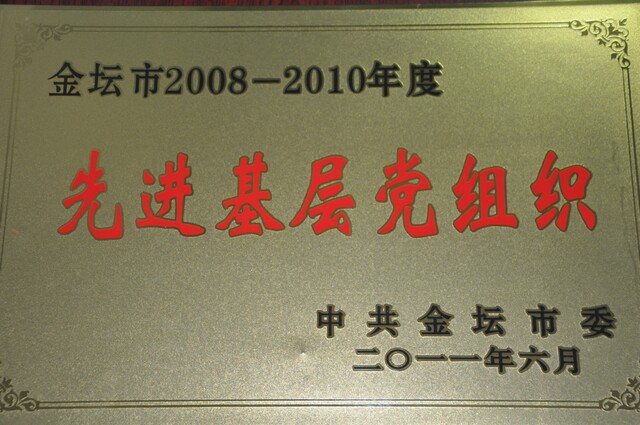 金坛市2008-2010年度
先进基层党组织
中共金坛市委
二〇一一年六月